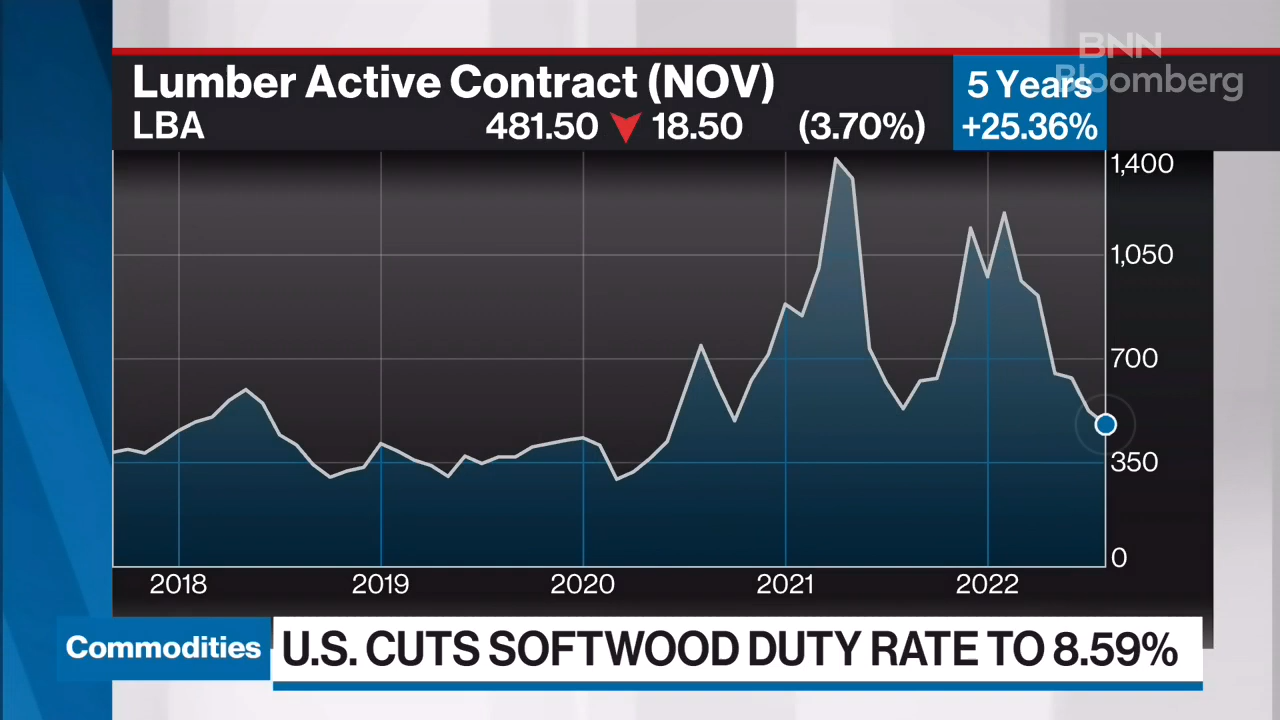 BNN
Bloomberg
Lumber Active Contract (NOV)
LBA 481.50 18.50 (3.70%)
5 Years
+25.36%
1,400
1,050
700
350
0
2018 2019 2020 2021 2022
Commodities
U.S. CUTS SOFTWOOD DUTY RATE TO 8.59%